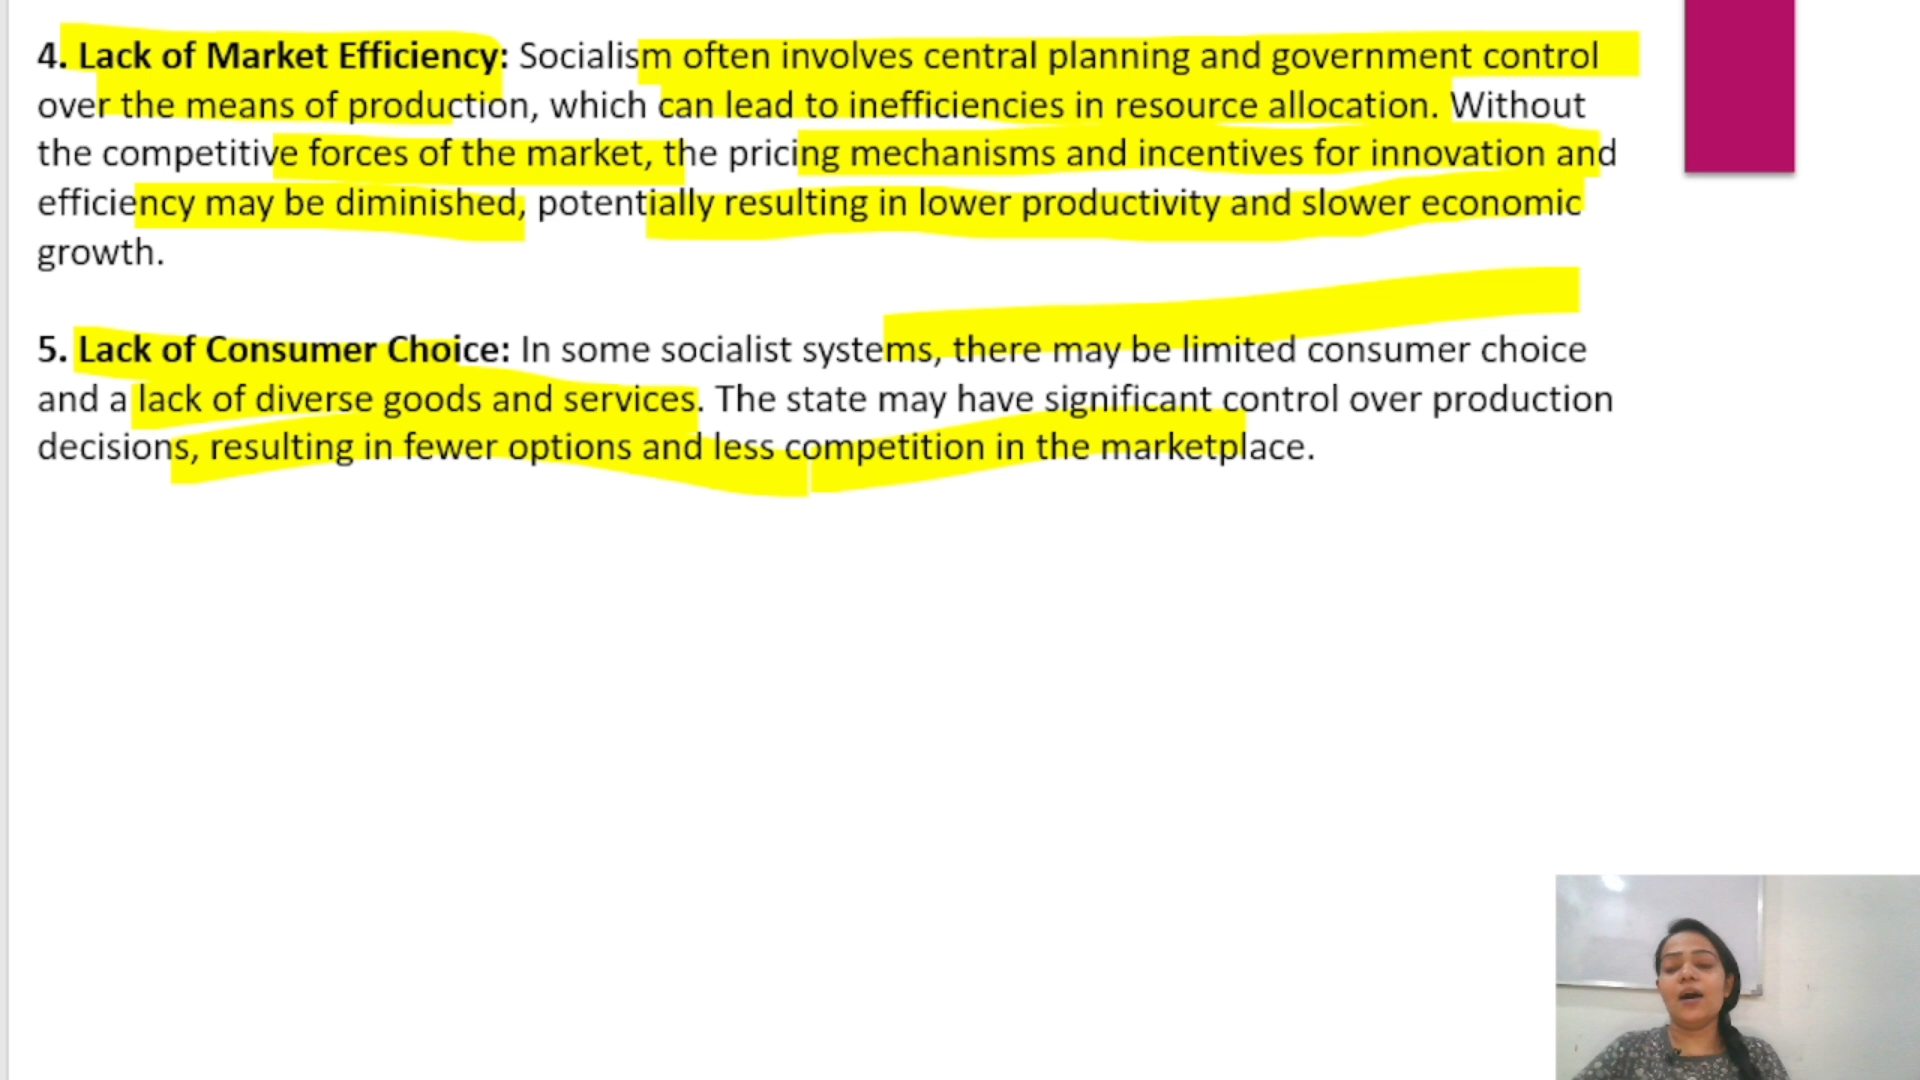 4. Lack of Market Efficiency: Socialism often involves central planning and government control
over the means of production, which can lead to inefficiencies in resource allocation. Without
the competitive forces of the market, the pricing mechanisms and incentives for innovation and
efficiency may be diminished, potentially resulting in lower productivity and slower economic
growth.
5. Lack of Consumer Choice: In some socialist systems, there may be limited consumer choice
and a lack of diverse goods and services. The state may have significant control over production
decisions, resulting in fewer options and less competition in the marketplace.